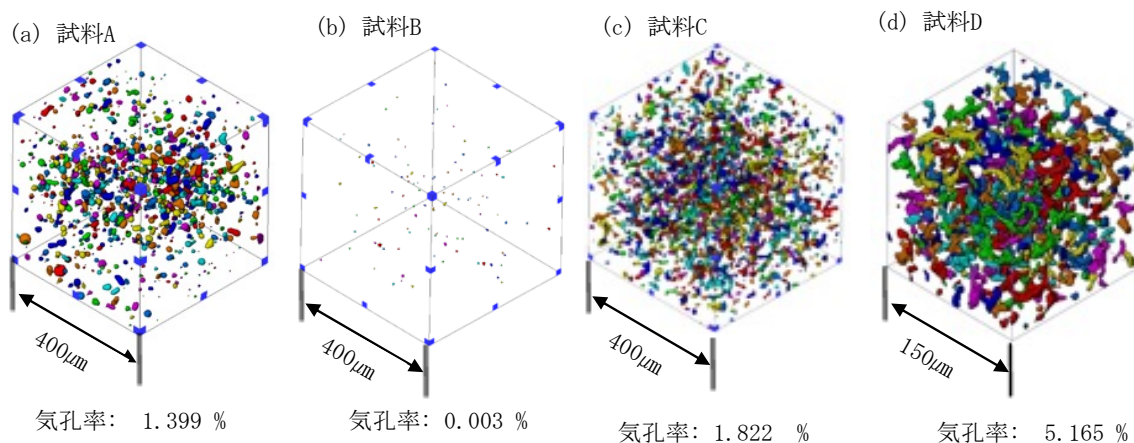 (a) 試料A
(b) 試料B
(c) 試料C
(d) 試料D
400μm
400μm
400μm
150μm
気孔率: 1.399 %
気孔率: 0.003 %
気孔率: 1.822 %
気孔率: 5.165 %